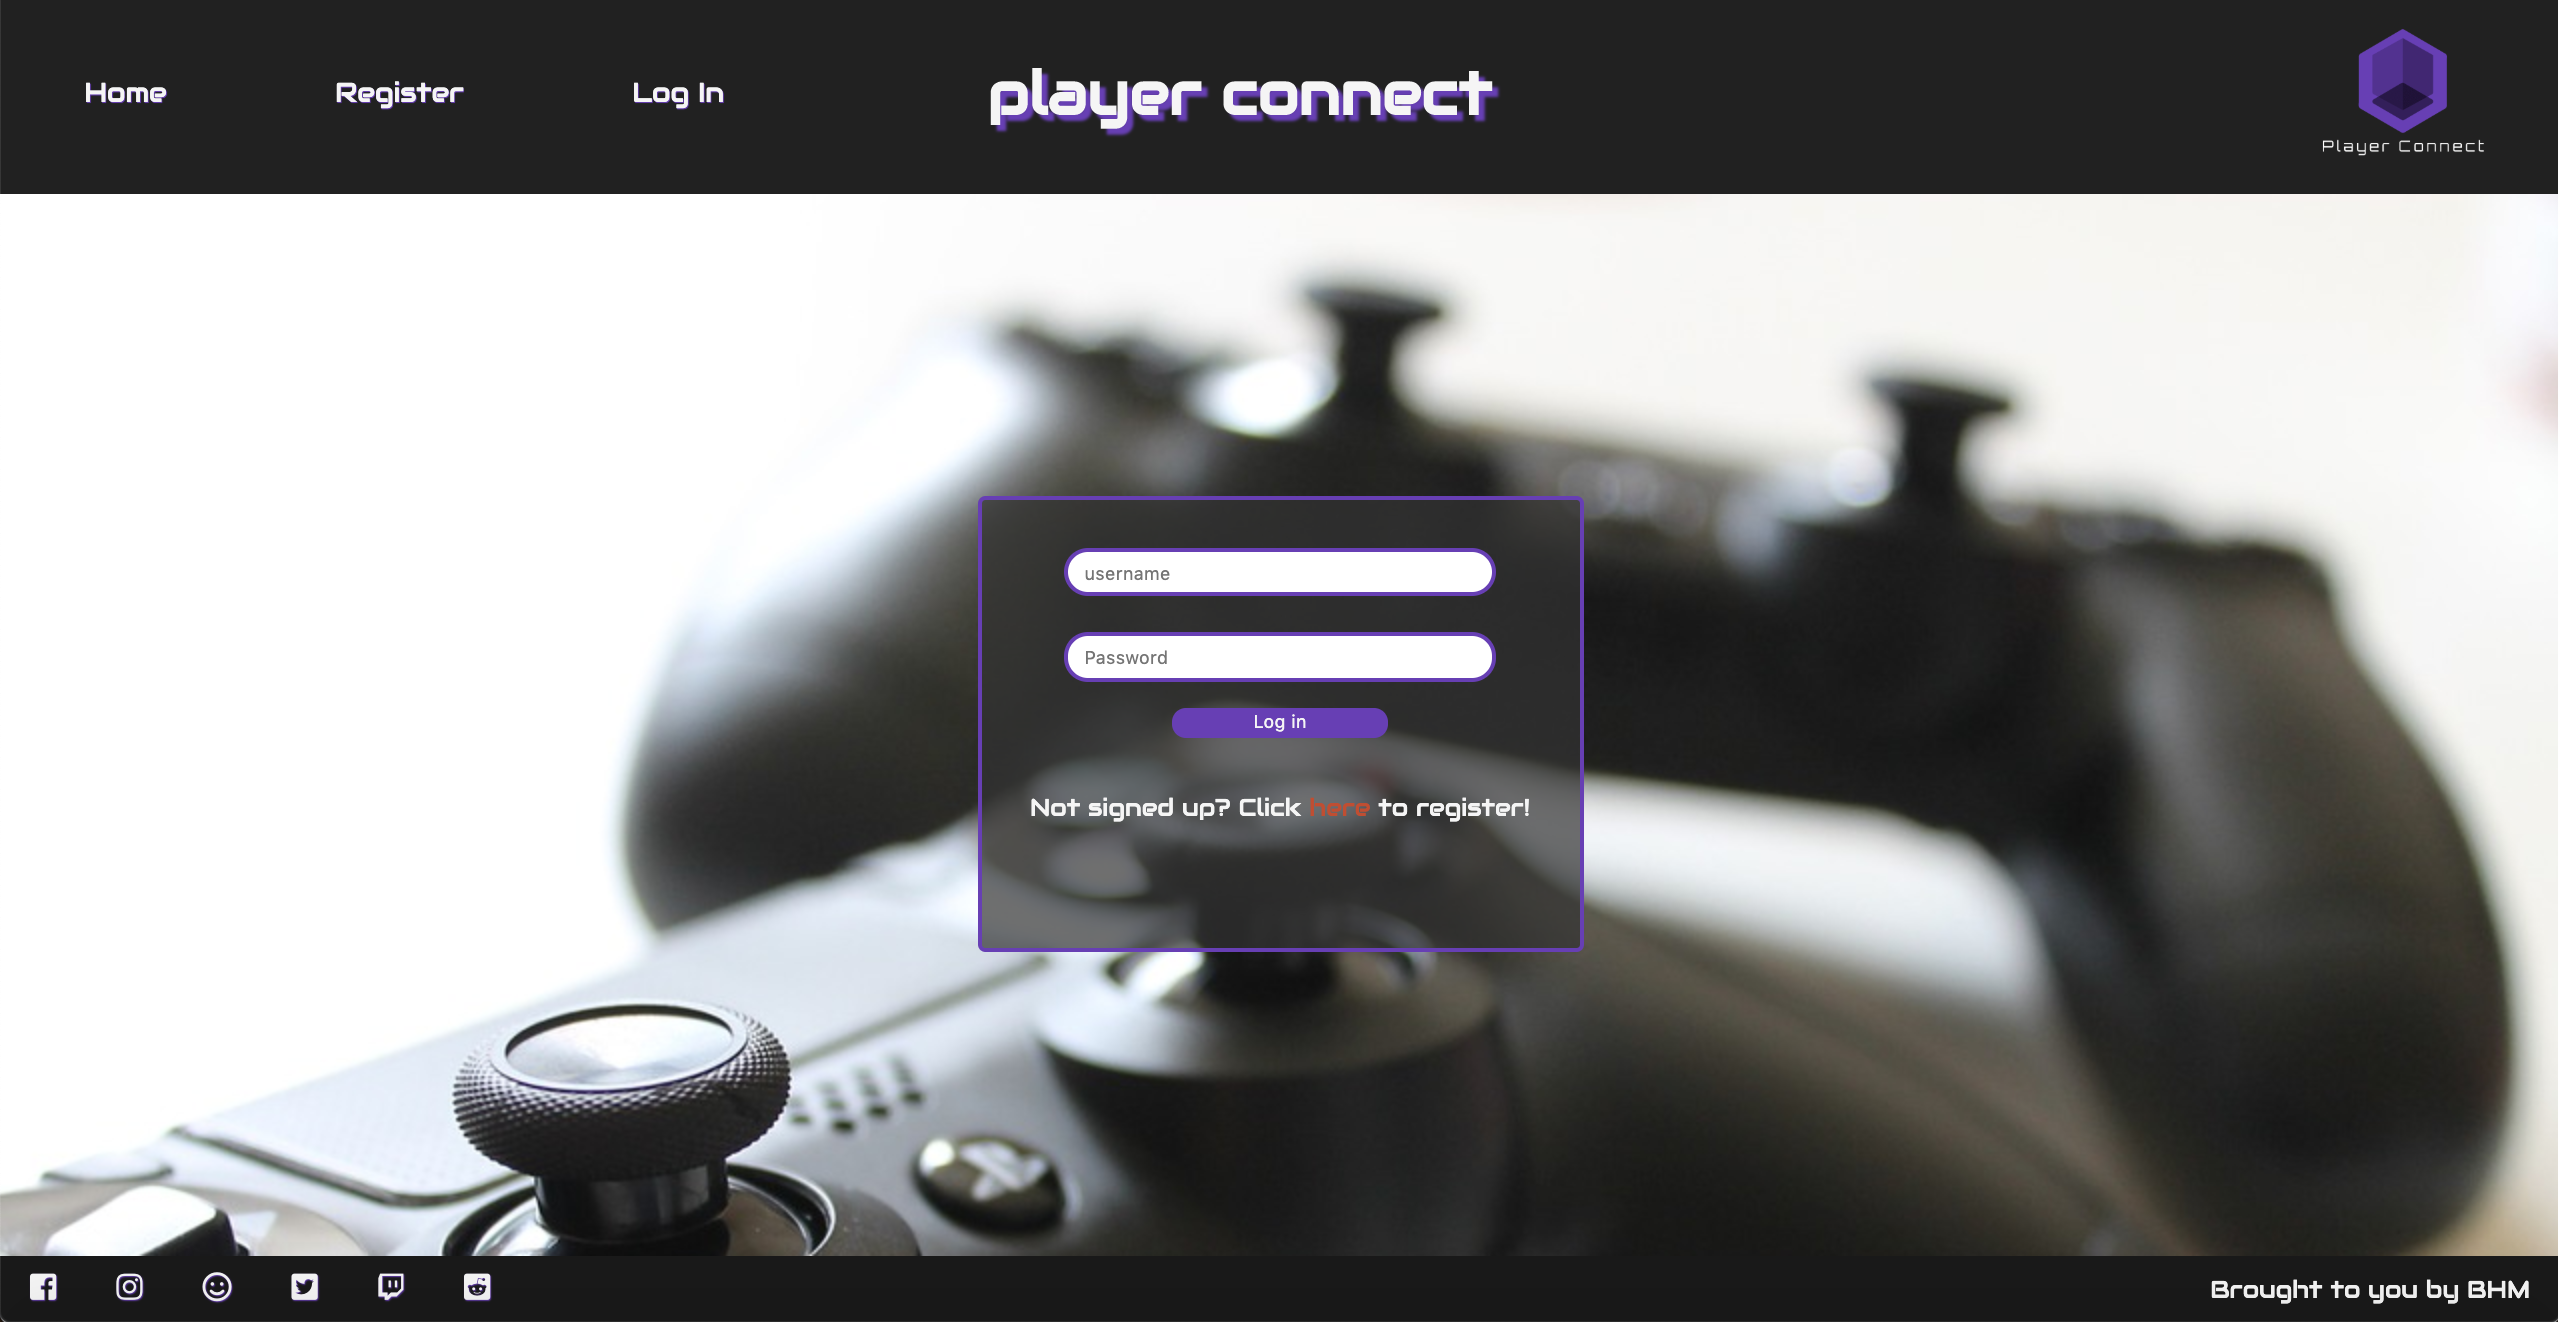 Home
Register
Log In
player connect
Player Connect
username
Password
Log in
Not signed up? Click here to register!
Brought to you by BHM